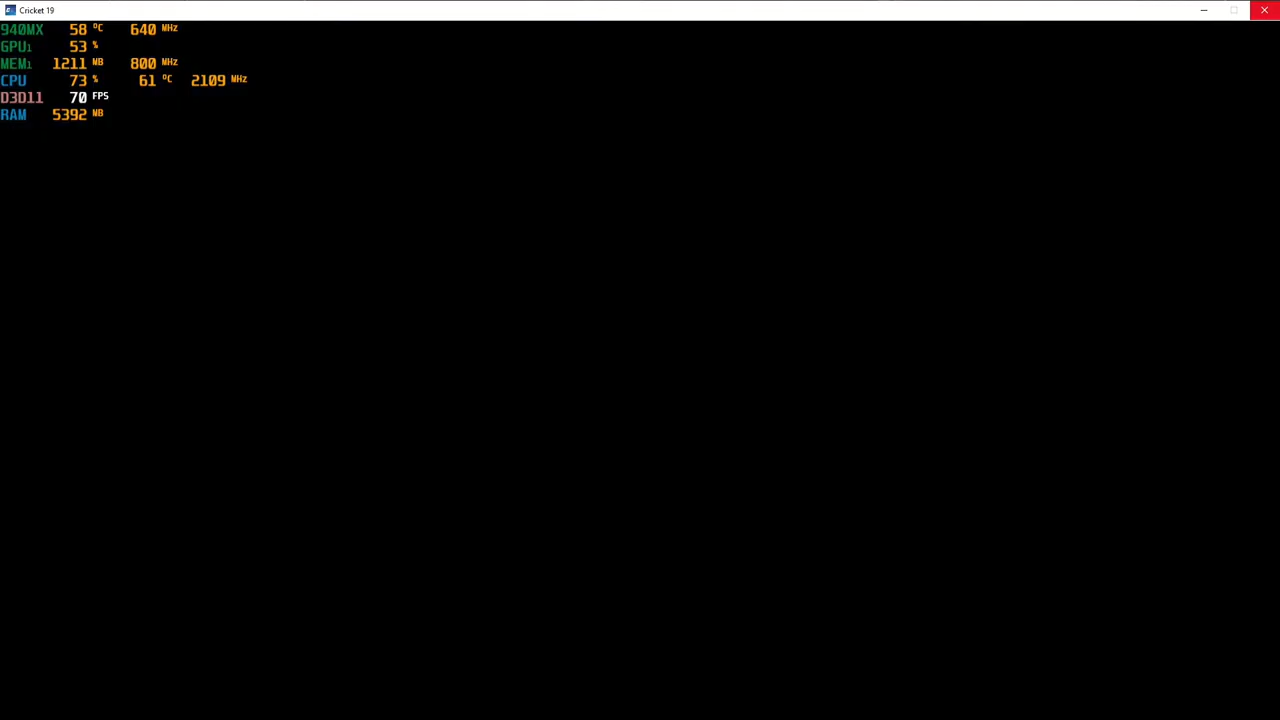 Cricket 19
940MX 58 °C 640 MHz
GPU1 53 %
MEM1 1211 MB 800 MHz
CPU 73 % 61 °C 2109 MHz
D3D11 70 FPS
RAM 5392 MB